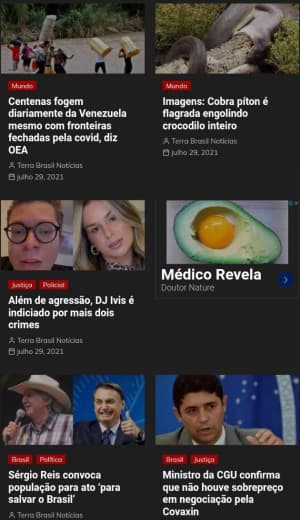 Mundo
Centenas fogem
diariamente da Venezuela
mesmo com fronteiras
fechadas pela covid, diz
OEA
Terra Brasil Notícias
julho 29, 2021
Mundo
Imagens: Cobra píton é
flagrada engolindo
crocodilo inteiro
Terra Brasil Notícias
julho 29, 2021
Justiça
Policial
Além de agressão, DJ Ivis é
indiciado por mais dois
crimes
Terra Brasil Notícias
julho 29, 2021
Médico Revela
Doutor Nature
Brasil
Política
Sérgio Reis convoca
população para ato ‘para
salvar o Brasil’
Terra Brasil Notícias
Brasil
Justiça
Ministro da CGU confirma
que não houve sobrepreço
em negociação pela
Covaxin
Terra Brasil Notícias